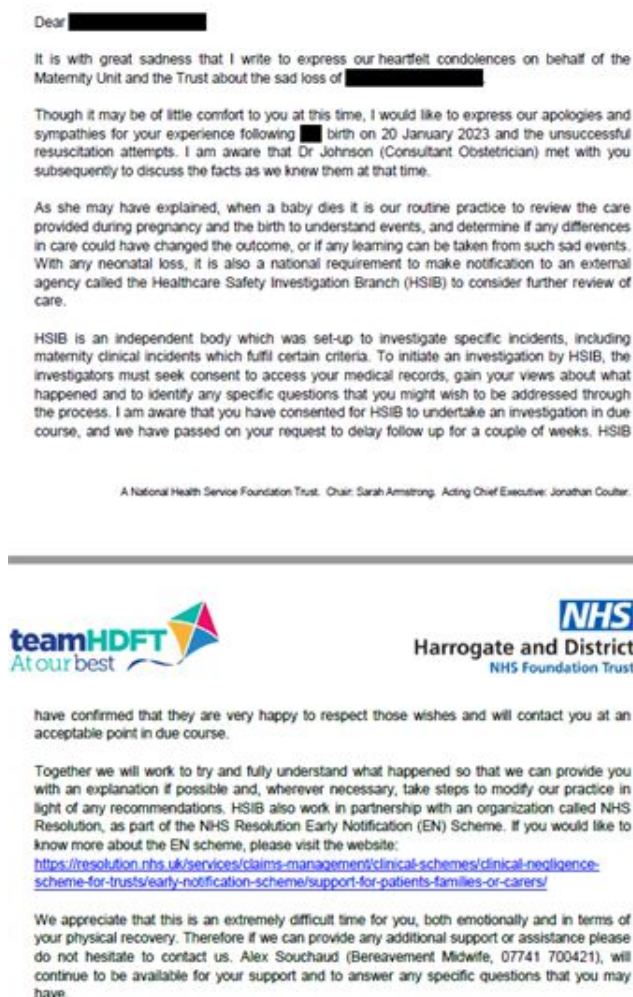 Dear
It is with great sadness that I write to express our heartfelt condolences on behalf of the
Maternity Unit and the Trust about the sad loss of
Though it may be of little comfort to you at this time, I would like to express our apologies and
sympathies for your experience following birth on 20 January 2023 and the unsuccessful
resuscitation attempts. I am aware that Dr Johnson (Consultant Obstetrician) met with you
subsequently to discuss the facts as we knew them at that time.
As she may have explained, when a baby dies it is our routine practice to review the care
provided during pregnancy and the birth to understand events, and determine if any differences
in care could have changed the outcome, or if any learning can be taken from such sad events.
With any neonatal loss, it is also a national requirement to make notification to an external
agency called the Healthcare Safety Investigation Branch (HSIB) to consider further review of
care.
HSIB is an independent body which was set-up to investigate specific incidents, including
maternity clinical incidents which fulfil certain criteria. To initiate an investigation by HSIB, the
investigators must seek consent to access your medical records, gain your views about what
happened and to identify any specific questions that you might wish to be addressed through
the process. I am aware that you have consented for HSIB to undertake an investigation in due
course, and we have passed on your request to delay follow up for a couple of weeks. HSIB
A National Health Service Foundation Trust. Chair: Sarah Armstrong. Acting Chief Executive: Jonathan Coulter.
teamHDFT
At our best
NHS
Harrogate and District
NHS Foundation Trust
have confirmed that they are very happy to respect those wishes and will contact you at an
acceptable point in due course.
Together we will work to try and fully understand what happened so that we can provide you
with an explanation if possible and, wherever necessary, take steps to modify our practice in
light of any recommendations. HSIB also work in partnership with an organization called NHS
Resolution, as part of the NHS Resolution Early Notification (EN) Scheme. If you would like to
know more about the EN scheme, please visit the website:
https://resolution.nhs.uk/services/claims-management/clinical-schemes/clinical-negligence-
scheme-for-trusts/early-notification-scheme/support-for-patients-families-or-carers/
We appreciate that this is an extremely difficult time for you, both emotionally and in terms of
your physical recovery. Therefore if we can provide any additional support or assistance please
do not hesitate to contact us. Alex Souchaud (Bereavement Midwife, 07741 700421), will
continue to be available for your support and to answer any specific questions that you may
have.